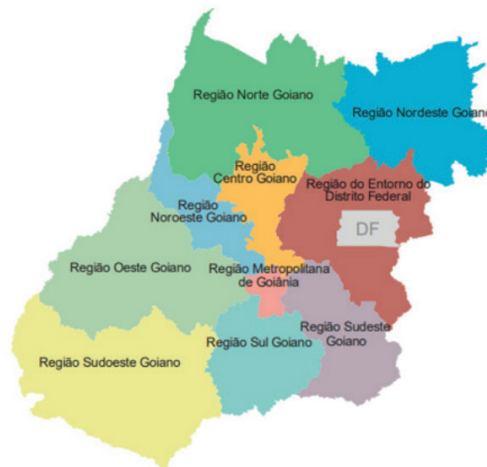 Região Norte Goiano
Região Nordeste Goiano
Região
Centro Goiano
Região do Entorno do
Distrito Federal
Região
Noroeste Goiano
DF
Região Oeste Goiano
Região Metropolitana
de Goiânia
Região Sudeste
Goiano
Região Sul Goiano
Região Sudoeste Goiano